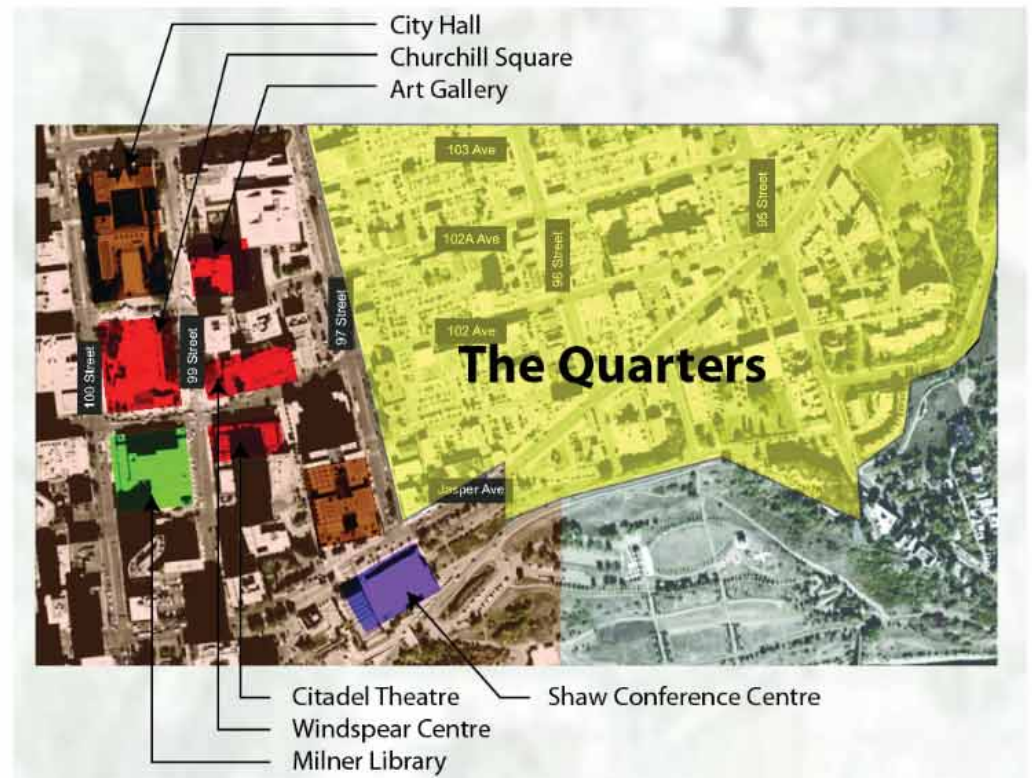 City Hall
Churchill Square
Art Gallery
103 Ave
95 Street
102A Ave
96 Street
97 Street
102 Ave
99 Street
100 Street
The Quarters
Jasper Ave
Citadel Theatre
Shaw Conference Centre
Windspear Centre
Milner Library